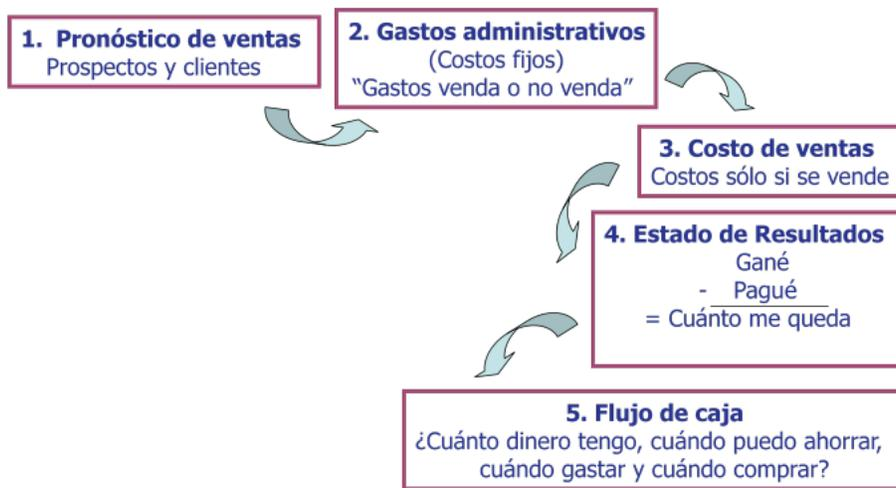 1. Pronóstico de ventas
Prospectos y clientes
2. Gastos administrativos
(Costos fijos)
“Gastos venda o no venda”
3. Costo de ventas
Costos sólo si se vende
4. Estado de Resultados
Gané
- Pagué
= Cuánto me queda
5. Flujo de caja
¿Cuánto dinero tengo, cuándo puedo ahorrar,
cuándo gastar y cuándo comprar?